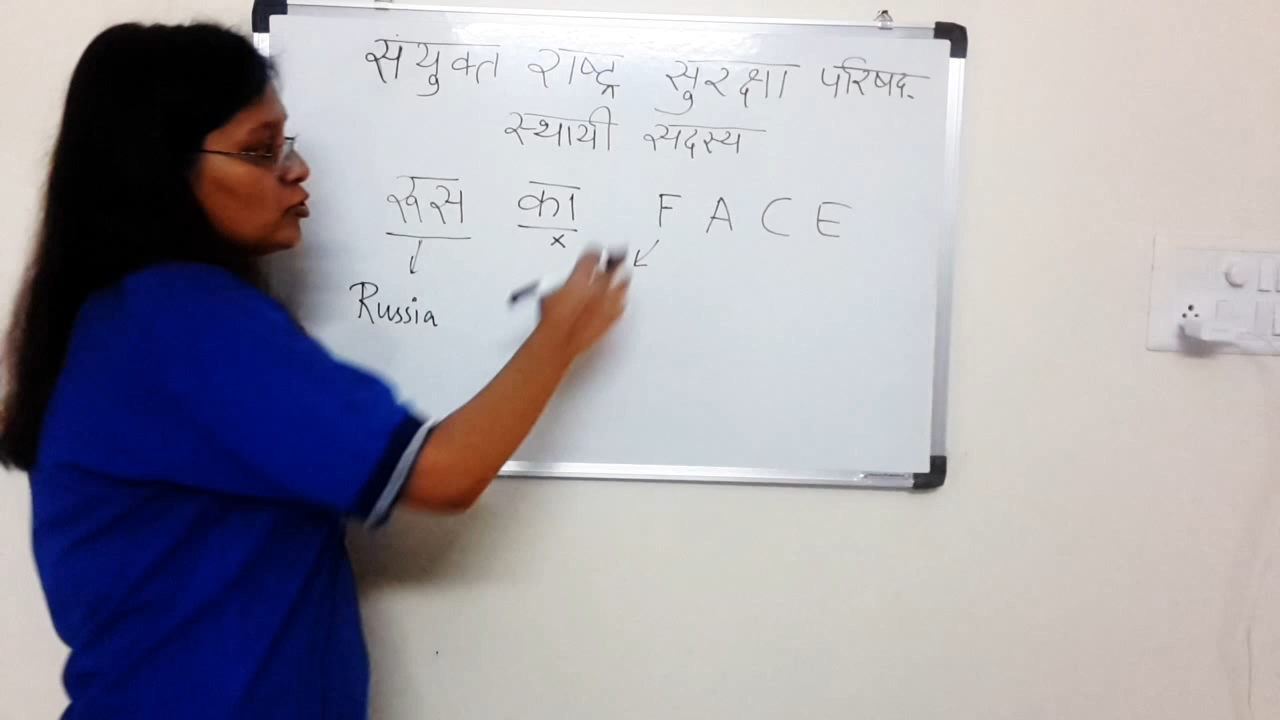 संयुक्त राष्ट्र सुरक्षा परिषद.
स्थायी सदस्य
रूस का F A C E
x
Russia